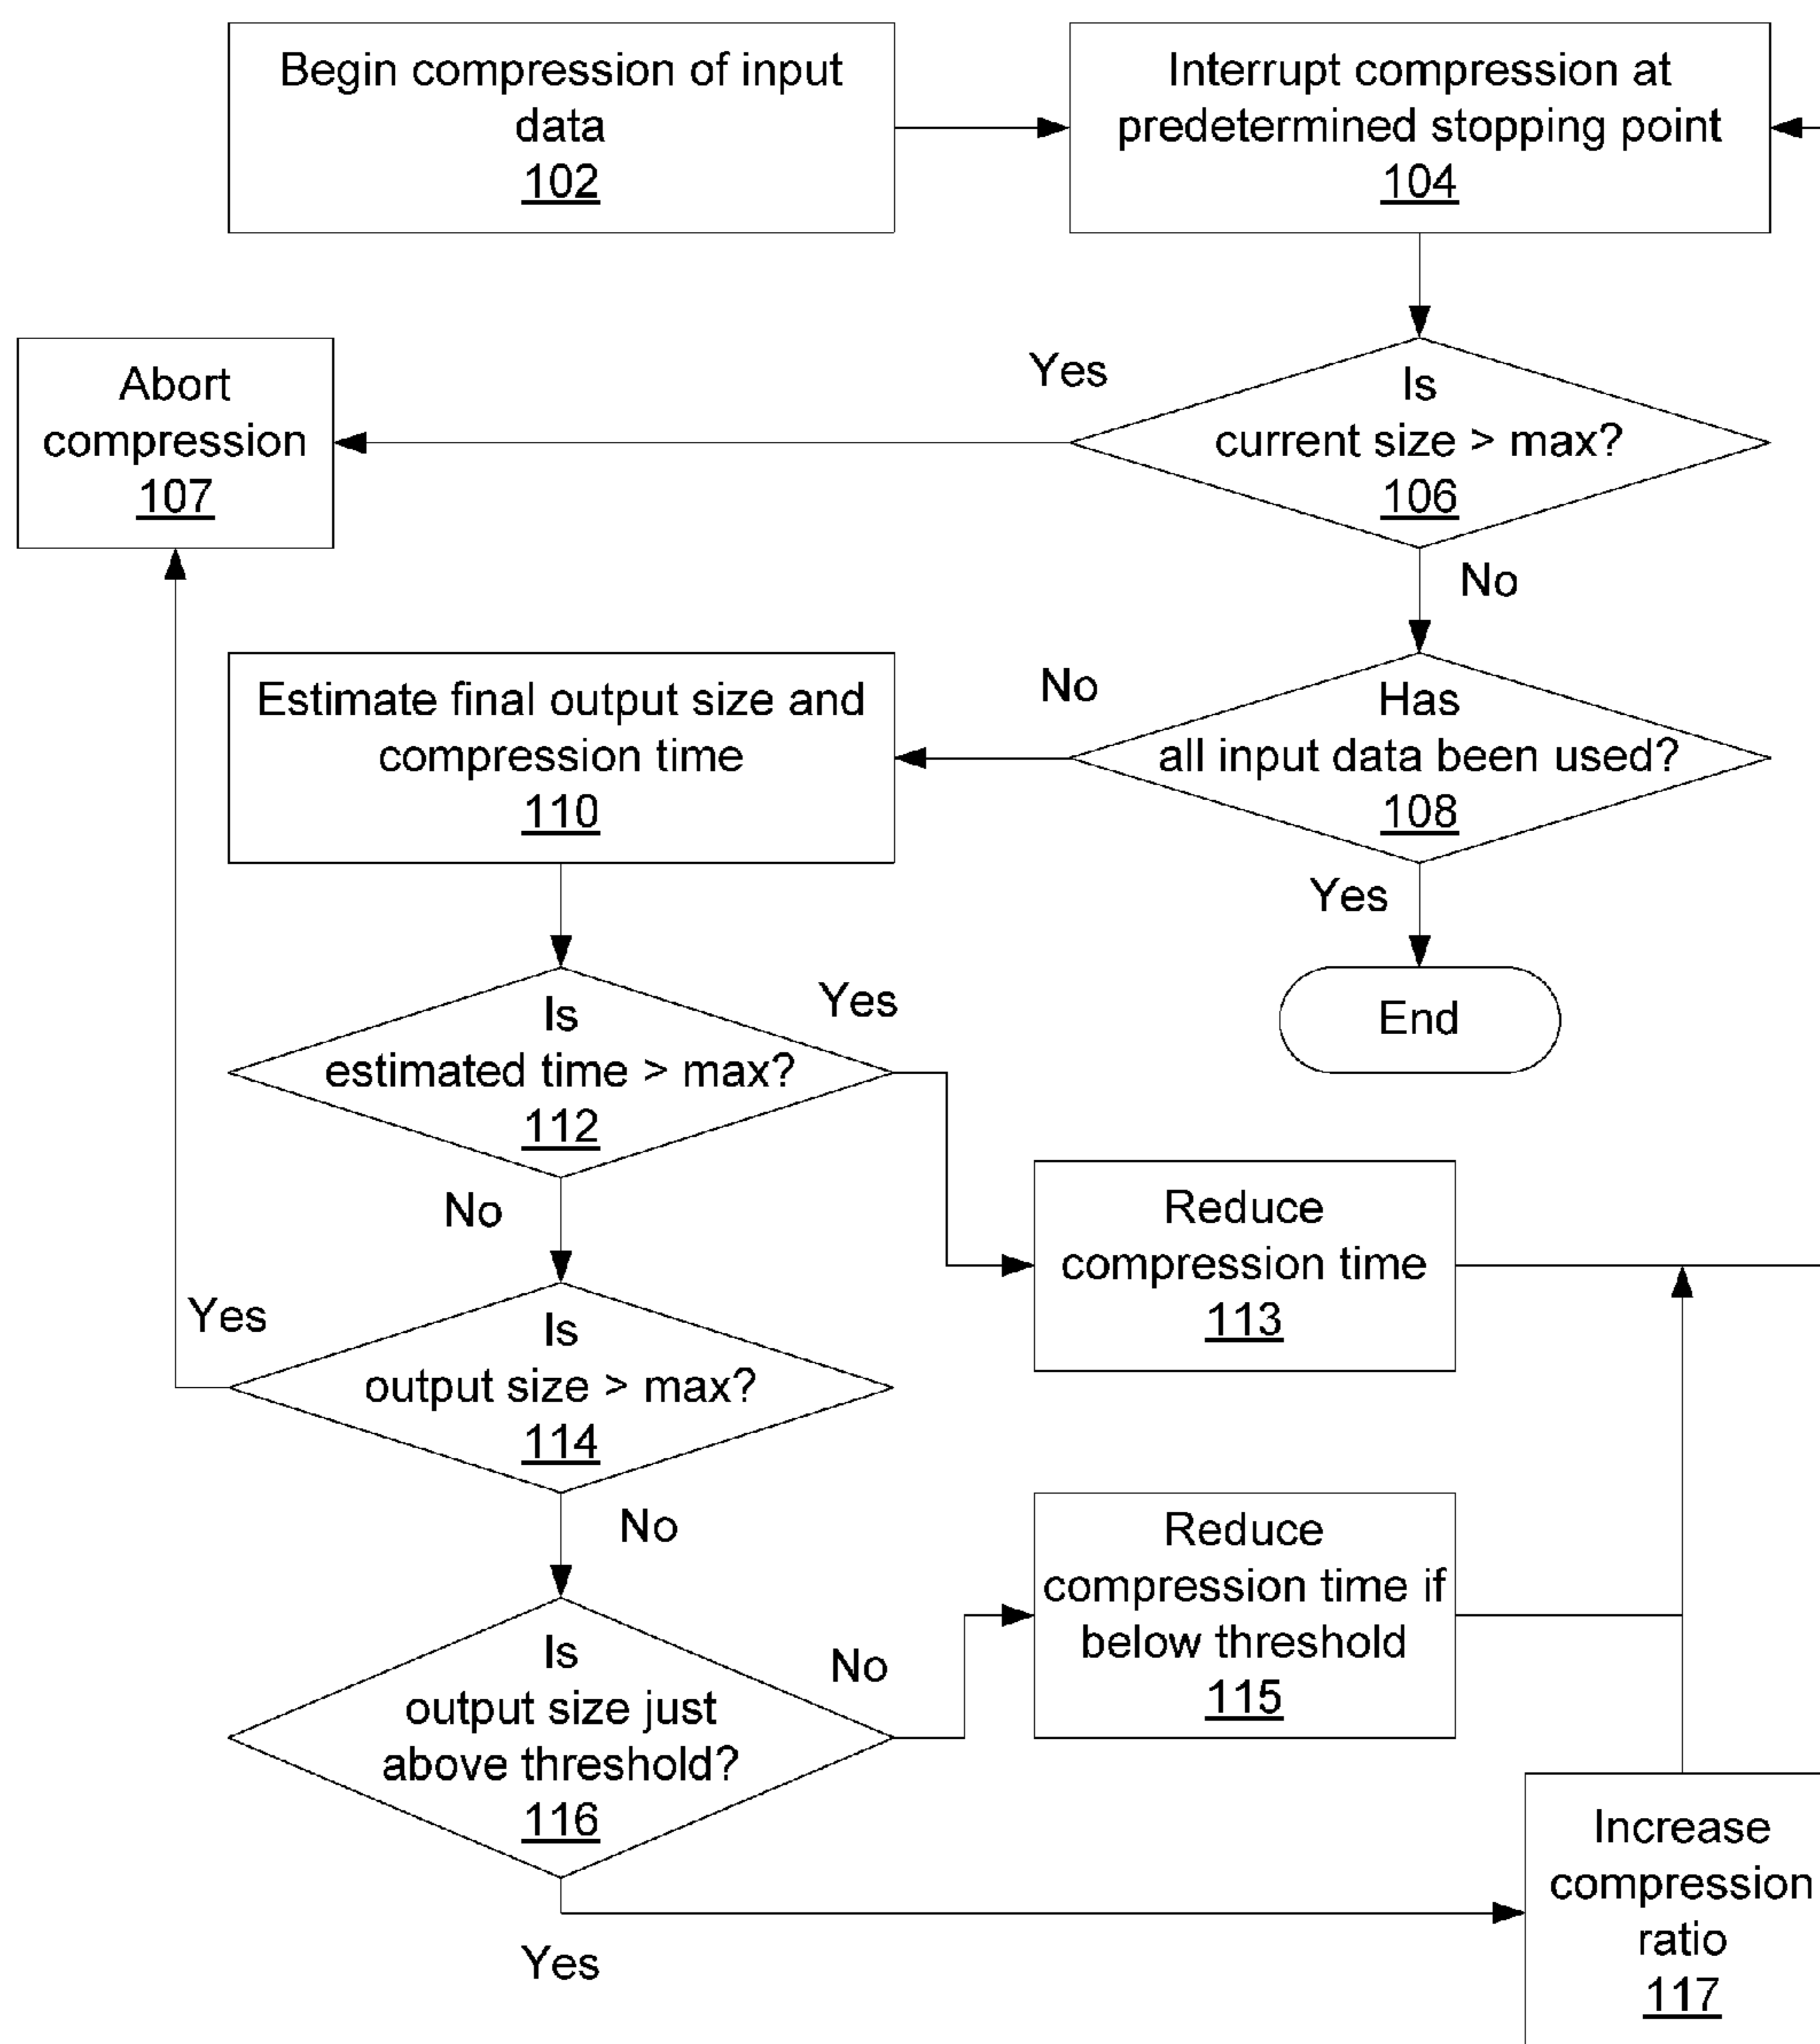 Begin compression of input
data
102
Interrupt compression at
predetermined stopping point
104
Abort
compression
107
Yes
Is
current size > max?
106
No
Estimate final output size and
compression time
110
No
Has
all input data been used?
108
Yes
End
Is
estimated time > max?
112
Yes
No
Reduce
compression time
113
Yes
Is
output size > max?
114
No
Reduce
compression time if
below threshold
115
Is
output size just
above threshold?
116
No
Yes
Increase
compression
ratio
117